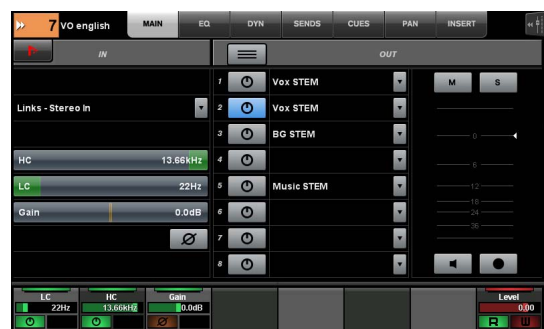 7 VO english MAIN EQ DYN SENDS CUES PAN INSERT
IN OUT
1 Vox STEM M S
Links - Stereo In 2 Vox STEM
3 BG STEM 0
HC 13.66kHz 4 6
LC 22Hz 5 Music STEM 12
18
Gain 0.0dB 6 24
36
Ø 7
8
LC HC Gain Level
22Hz 13.66kHz 0.0dB 0.00
Ø R W